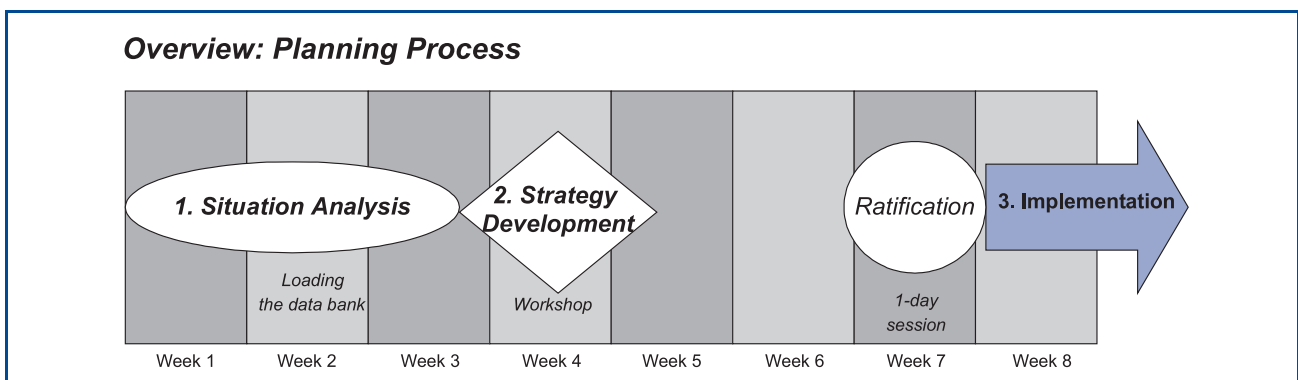 Overview: Planning Process
1. Situation Analysis
2. Strategy
Development
Ratification
3. Implementation
Loading
the data bank
Workshop
1-day
session
Week 1
Week 2
Week 3
Week 4
Week 5
Week 6
Week 7
Week 8